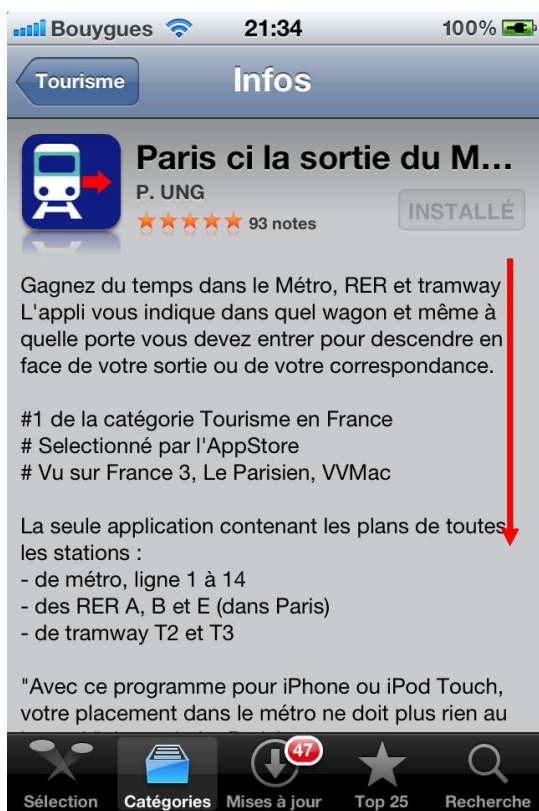 Bouygues 21:34 100%
Tourisme Infos
Paris ci la sortie du M...
P. UNG
93 notes
INSTALLÉ
Gagnez du temps dans le Métro, RER et tramway
L'appli vous indique dans quel wagon et même à
quelle porte vous devez entrer pour descendre en
face de votre sortie ou de votre correspondance.
#1 de la catégorie Tourisme en France
# Selectionné par l'AppStore
# Vu sur France 3, Le Parisien, VVMac
La seule application contenant les plans de toutes
les stations :
- de métro, ligne 1 à 14
- des RER A, B et E (dans Paris)
- de tramway T2 et T3
"Avec ce programme pour iPhone ou iPod Touch,
votre placement dans le métro ne doit plus rien au
47
Sélection Catégories Mises à jour Top 25 Recherche